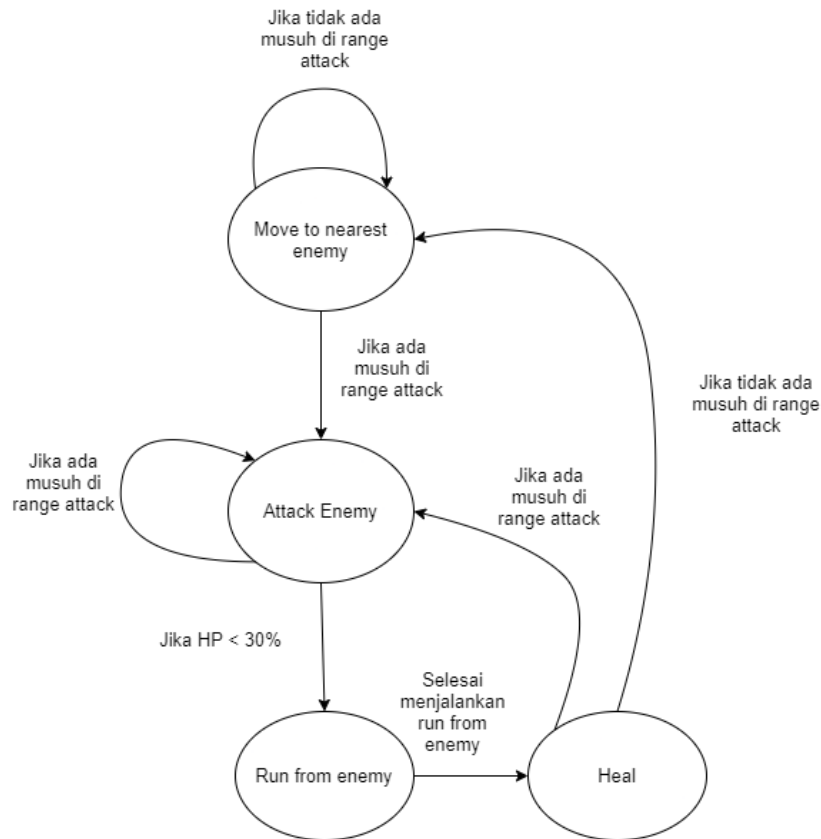 Jika tidak ada
musuh di range
attack
Move to nearest
enemy
Jika ada
musuh di
range attack
Jika tidak ada
musuh di range
attack
Jika ada
musuh di
range attack
Attack Enemy
Jika ada
musuh di
range attack
Jika HP < 30%
Selesai
menjalankan
run from
enemy
Run from enemy
Heal